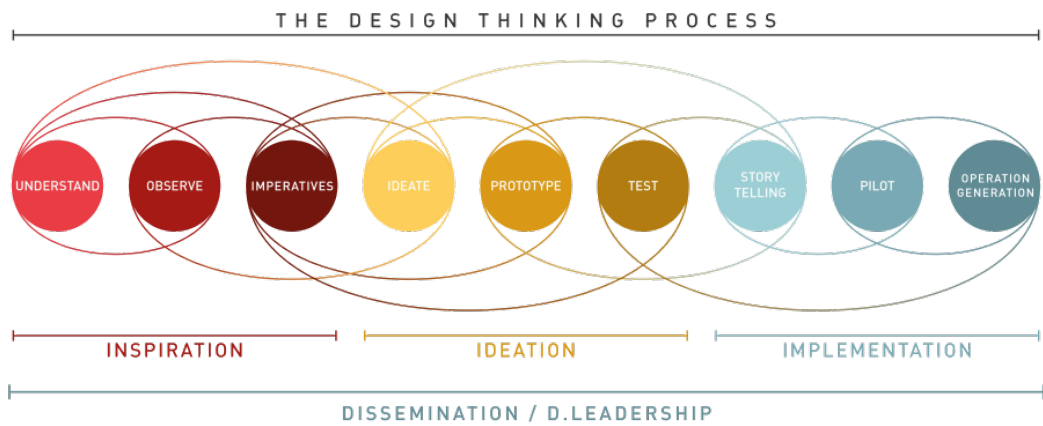 THE DESIGN THINKING PROCESS
UNDERSTAND
OBSERVE
IMPERATIVES
IDEATE
PROTOTYPE
TEST
STORY
TELLING
PILOT
OPERATION
GENERATION
INSPIRATION
IDEATION
IMPLEMENTATION
DISSEMINATION / D.LEADERSHIP